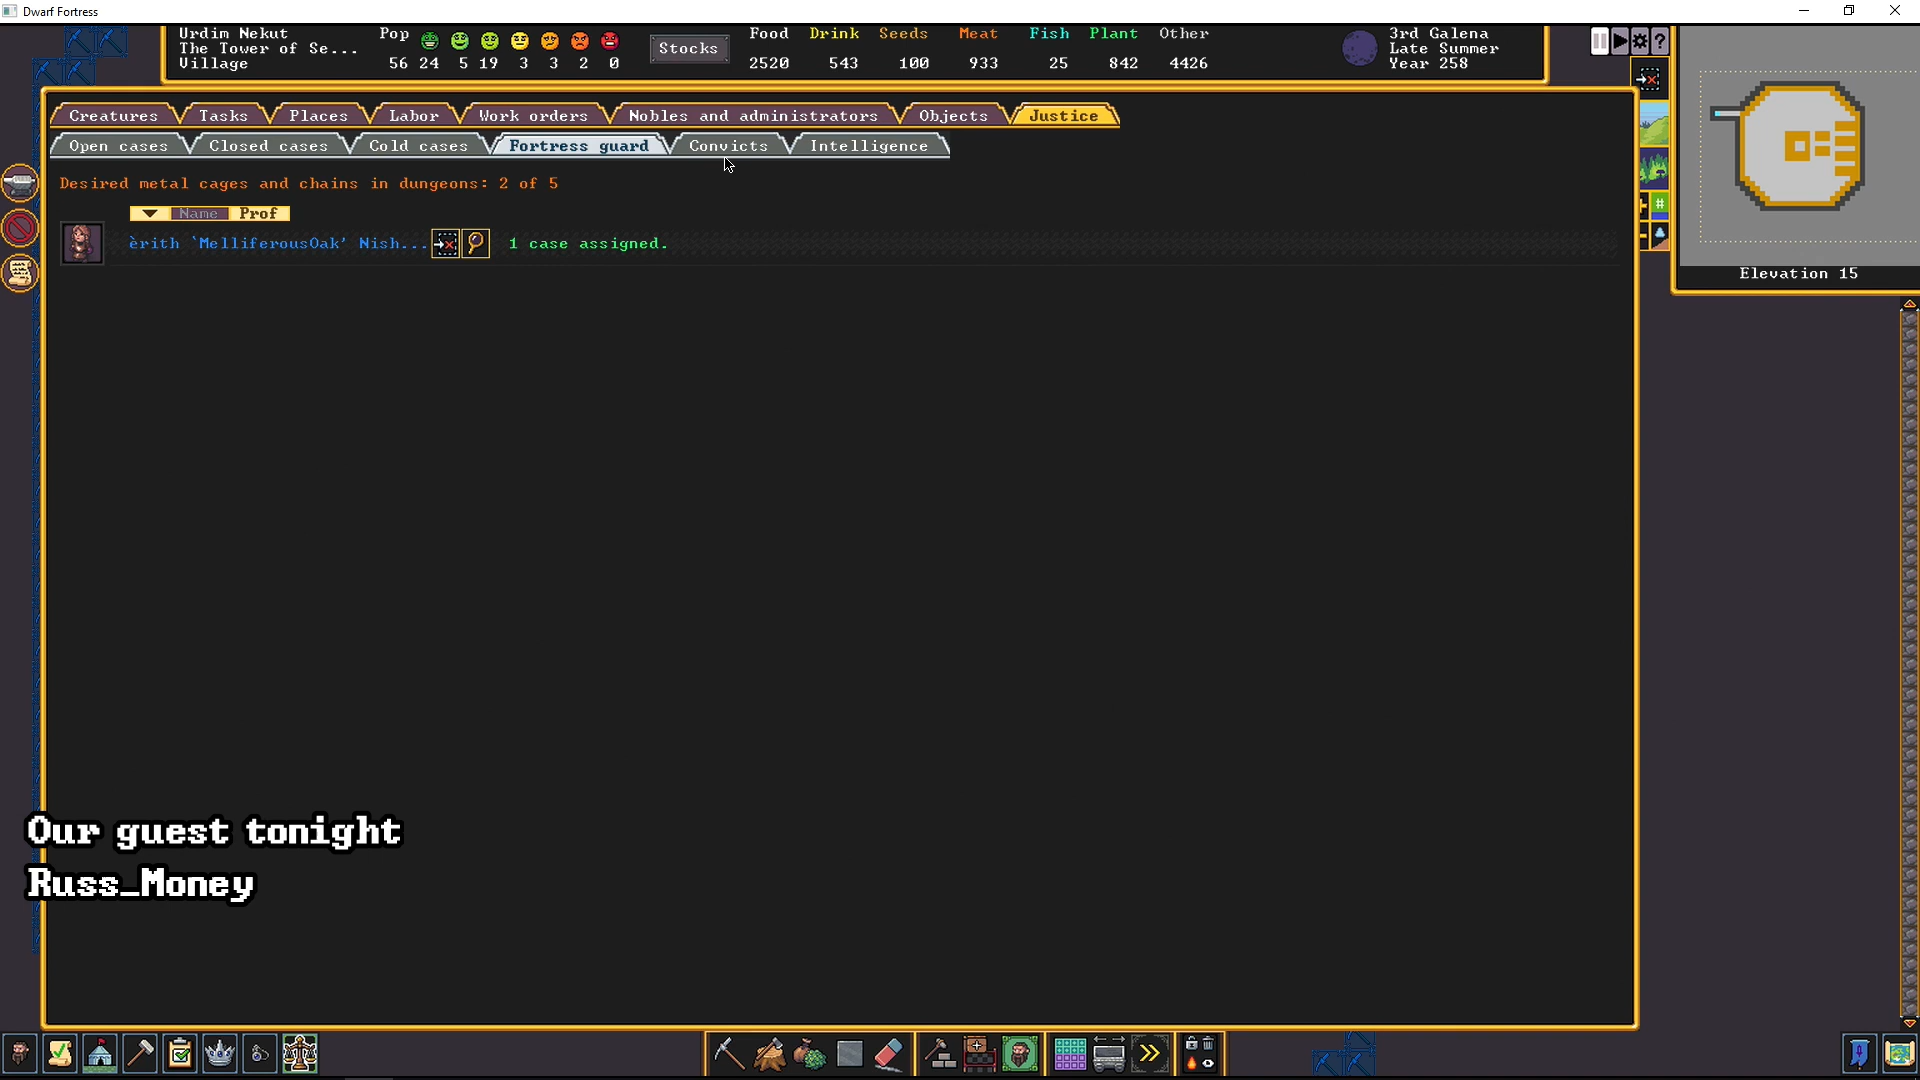 Dwarf Fortress
Urdim Nekut
The Tower of Se...
Village
Pop
56 24 5 19 3 3 2 0
Stocks
Food Drink Seeds Meat Fish Plant Other
2520 543 100 933 25 842 4426
3rd Galena
Late Summer
Year 258
Creatures Tasks Places Labor Work orders Nobles and administrators Objects Justice
Open cases Closed cases Cold cases Fortress guard Convicts Intelligence
Desired metal cages and chains in dungeons: 2 of 5
Name Prof
èrith `MelliferousOak' Nish... 1 case assigned.
Elevation 15
Our guest tonight
Russ_Money